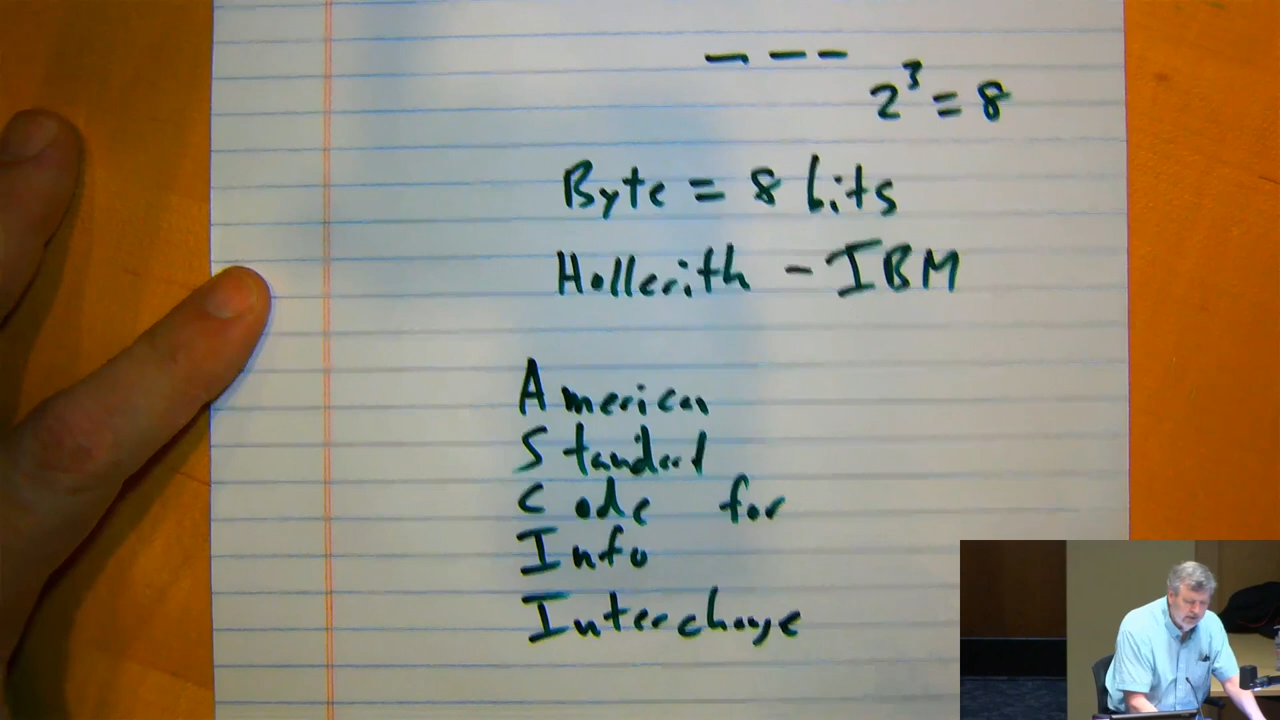 — — —
2³ = 8
Byte = 8 bits
Hollerith - IBM
American
Standard
Code for
Info
Interchange